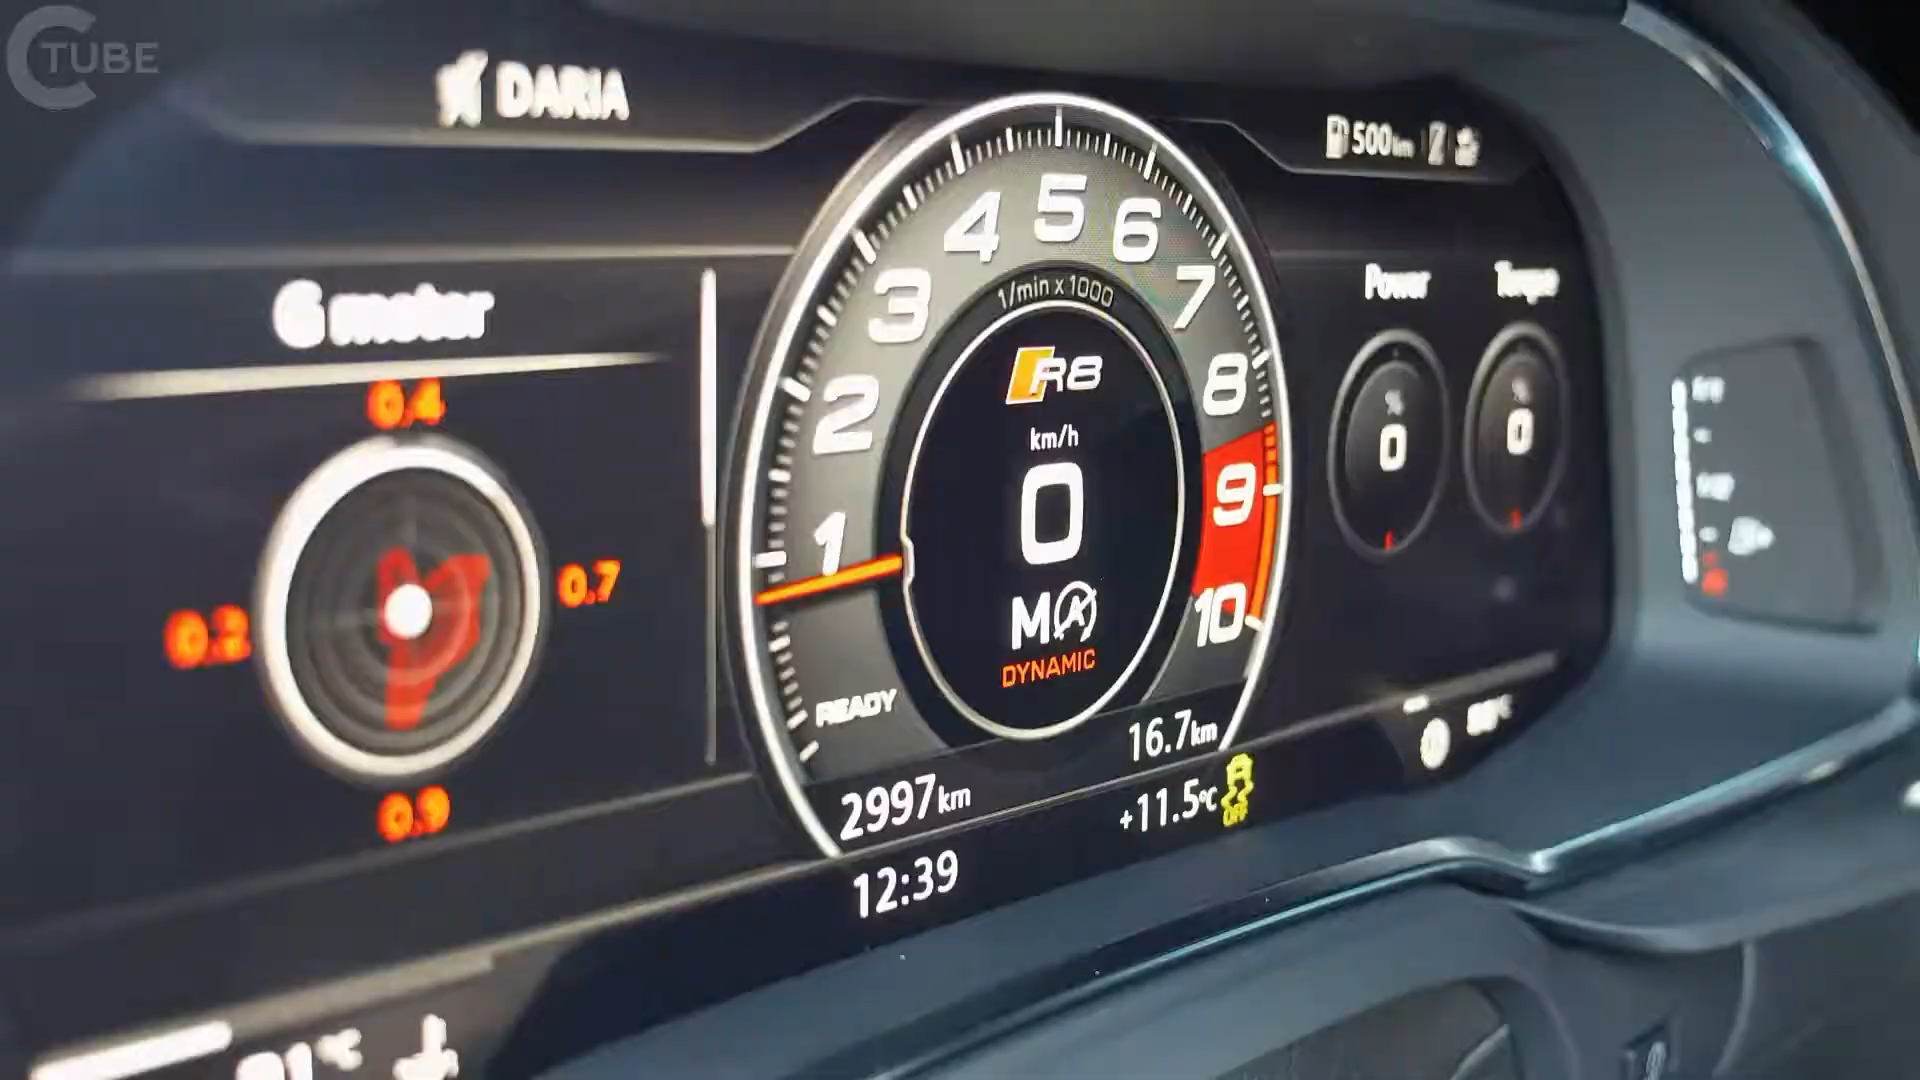 C TUBE
DARIA
500km
G meter
0.4
0.2
0.7
0.9
1
2
3
4
5
6
7
8
9
10
1/min x 1000
R8
km/h
0
M A
DYNAMIC
READY
16.7km
2997km
+11.5°C
OFF
12:39
Power
%
0
Torque
%
0
1/2